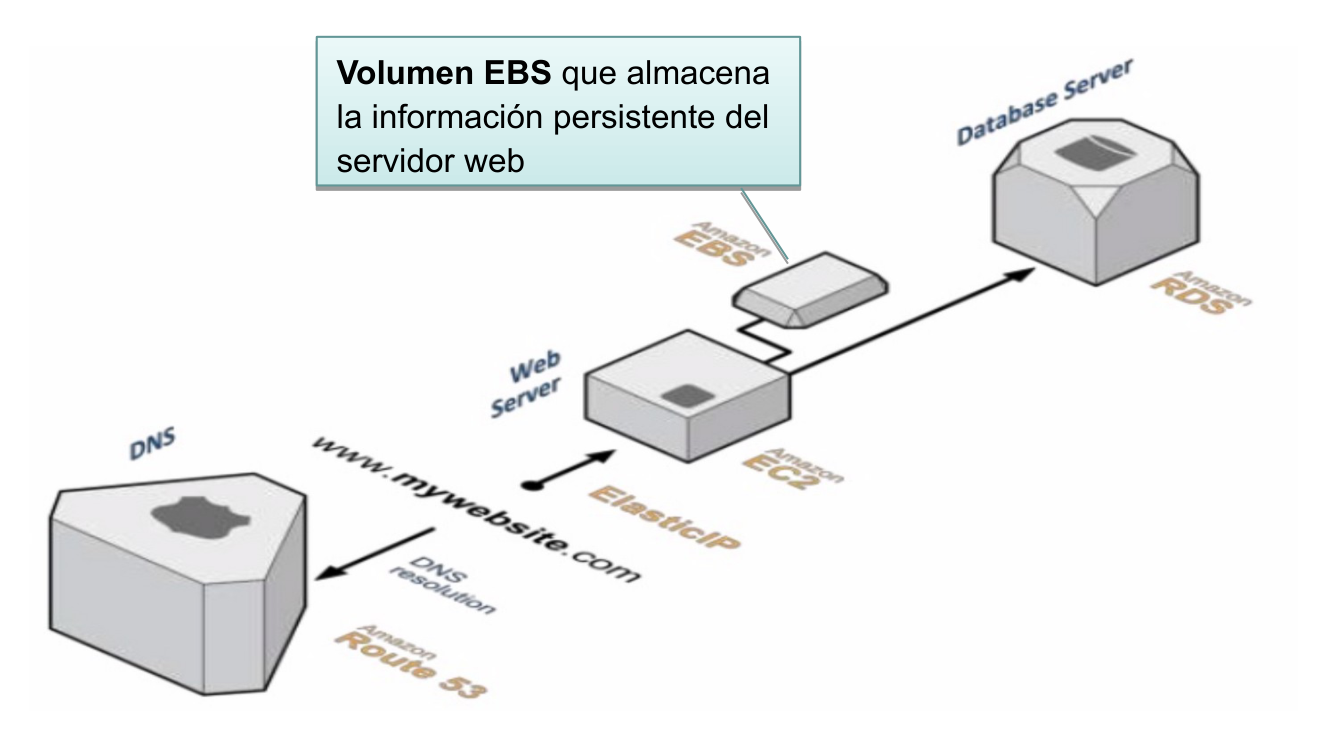 Volumen EBS que almacena
la información persistente del
servidor web
Database Server
Amazon
EBS
Amazon
RDS
Web
Server
Amazon
EC2
DNS
www.mywebsite.com
ElasticIP
DNS
resolution
Amazon
Route 53